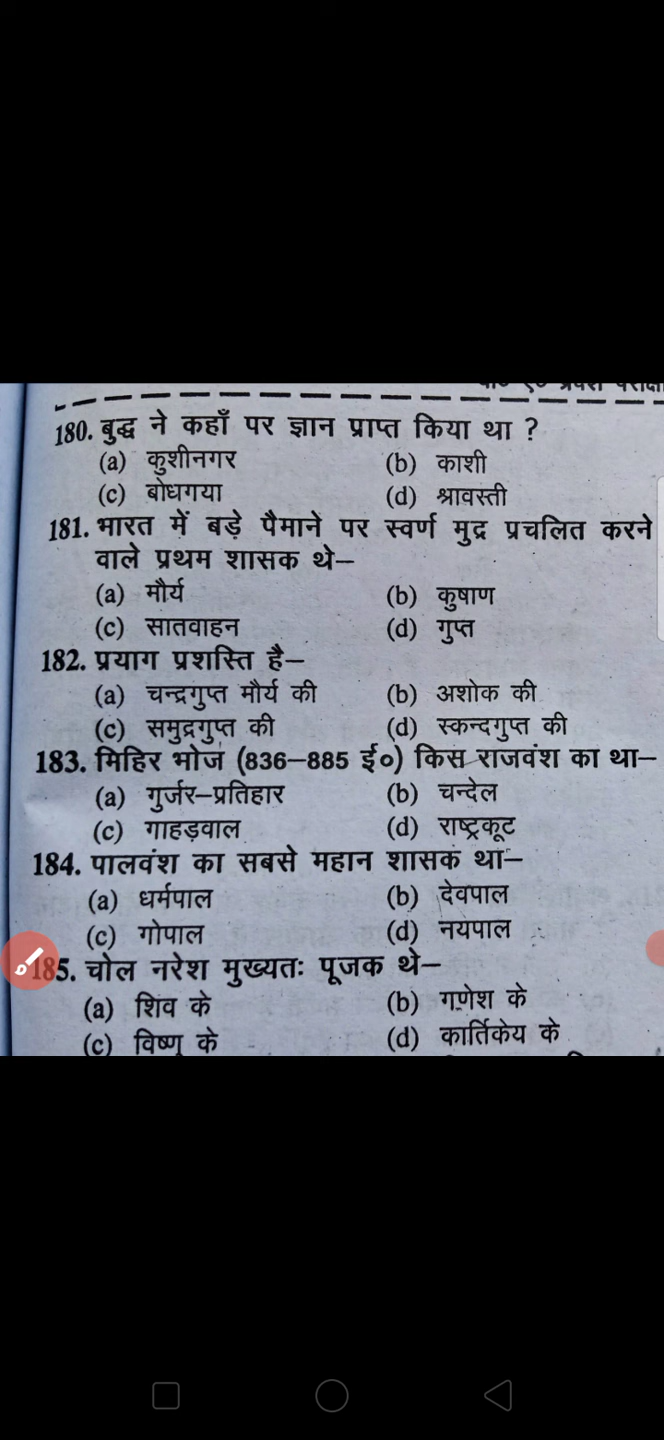 180. बुद्ध ने कहाँ पर ज्ञान प्राप्त किया था ?
(a) कुशीनगर (b) काशी
(c) बोधगया (d) श्रावस्ती
181. भारत में बड़े पैमाने पर स्वर्ण मुद्र प्रचलित करने
वाले प्रथम शासक थे—
(a) मौर्य (b) कुषाण
(c) सातवाहन (d) गुप्त
182. प्रयाग प्रशस्ति है—
(a) चन्द्रगुप्त मौर्य की (b) अशोक की
(c) समुद्रगुप्त की (d) स्कन्दगुप्त की
183. मिहिर भोज (836—885 ई०) किस राजवंश का था—
(a) गुर्जर—प्रतिहार (b) चन्देल
(c) गाहड़वाल (d) राष्ट्रकूट
184. पालवंश का सबसे महान शासक था—
(a) धर्मपाल (b) देवपाल
(c) गोपाल (d) नयपाल
185. चोल नरेश मुख्यतः पूजक थे—
(a) शिव के (b) गणेश के
(c) विष्णु के (d) कार्तिकेय के